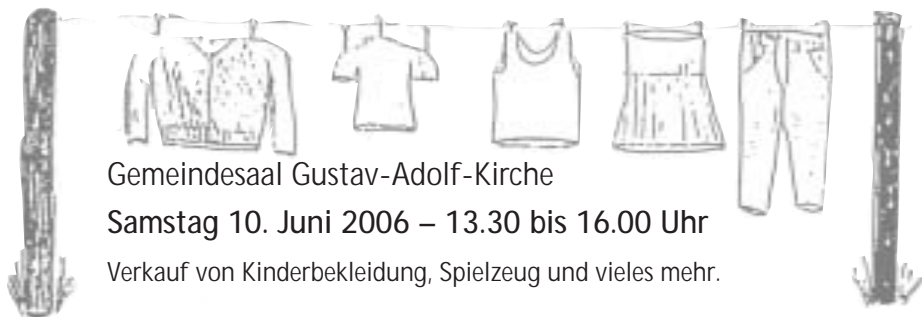 Gemeindesaal Gustav-Adolf-Kirche
Samstag 10. Juni 2006 – 13.30 bis 16.00 Uhr
Verkauf von Kinderbekleidung, Spielzeug und vieles mehr.